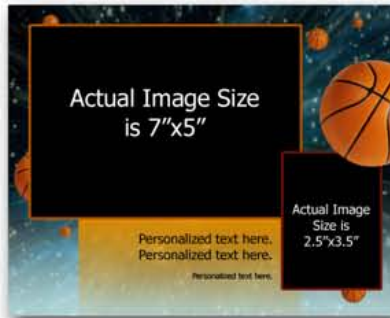 Actual Image Size
is 7"x5"
Actual Image
Size is
2.5"x3.5"
Personalized text here.
Personalized text here.
Personalized text here.